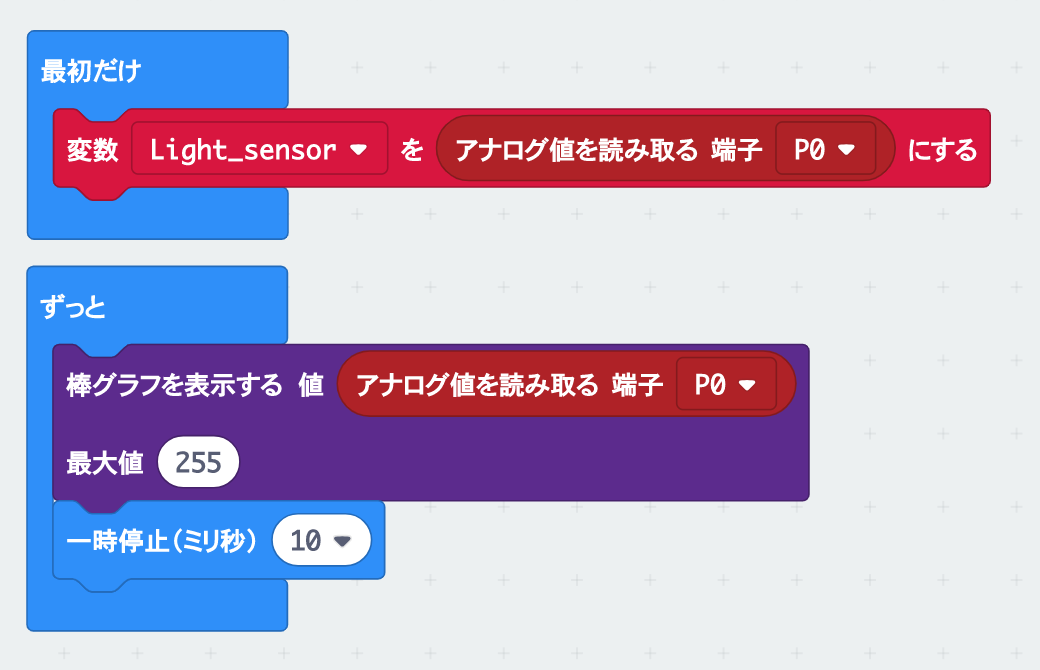 最初だけ
変数 Light_sensor を アナログ値を読み取る 端子 P0 にする
ずっと
棒グラフを表示する 値 アナログ値を読み取る 端子 P0
最大値 255
一時停止(ミリ秒) 10